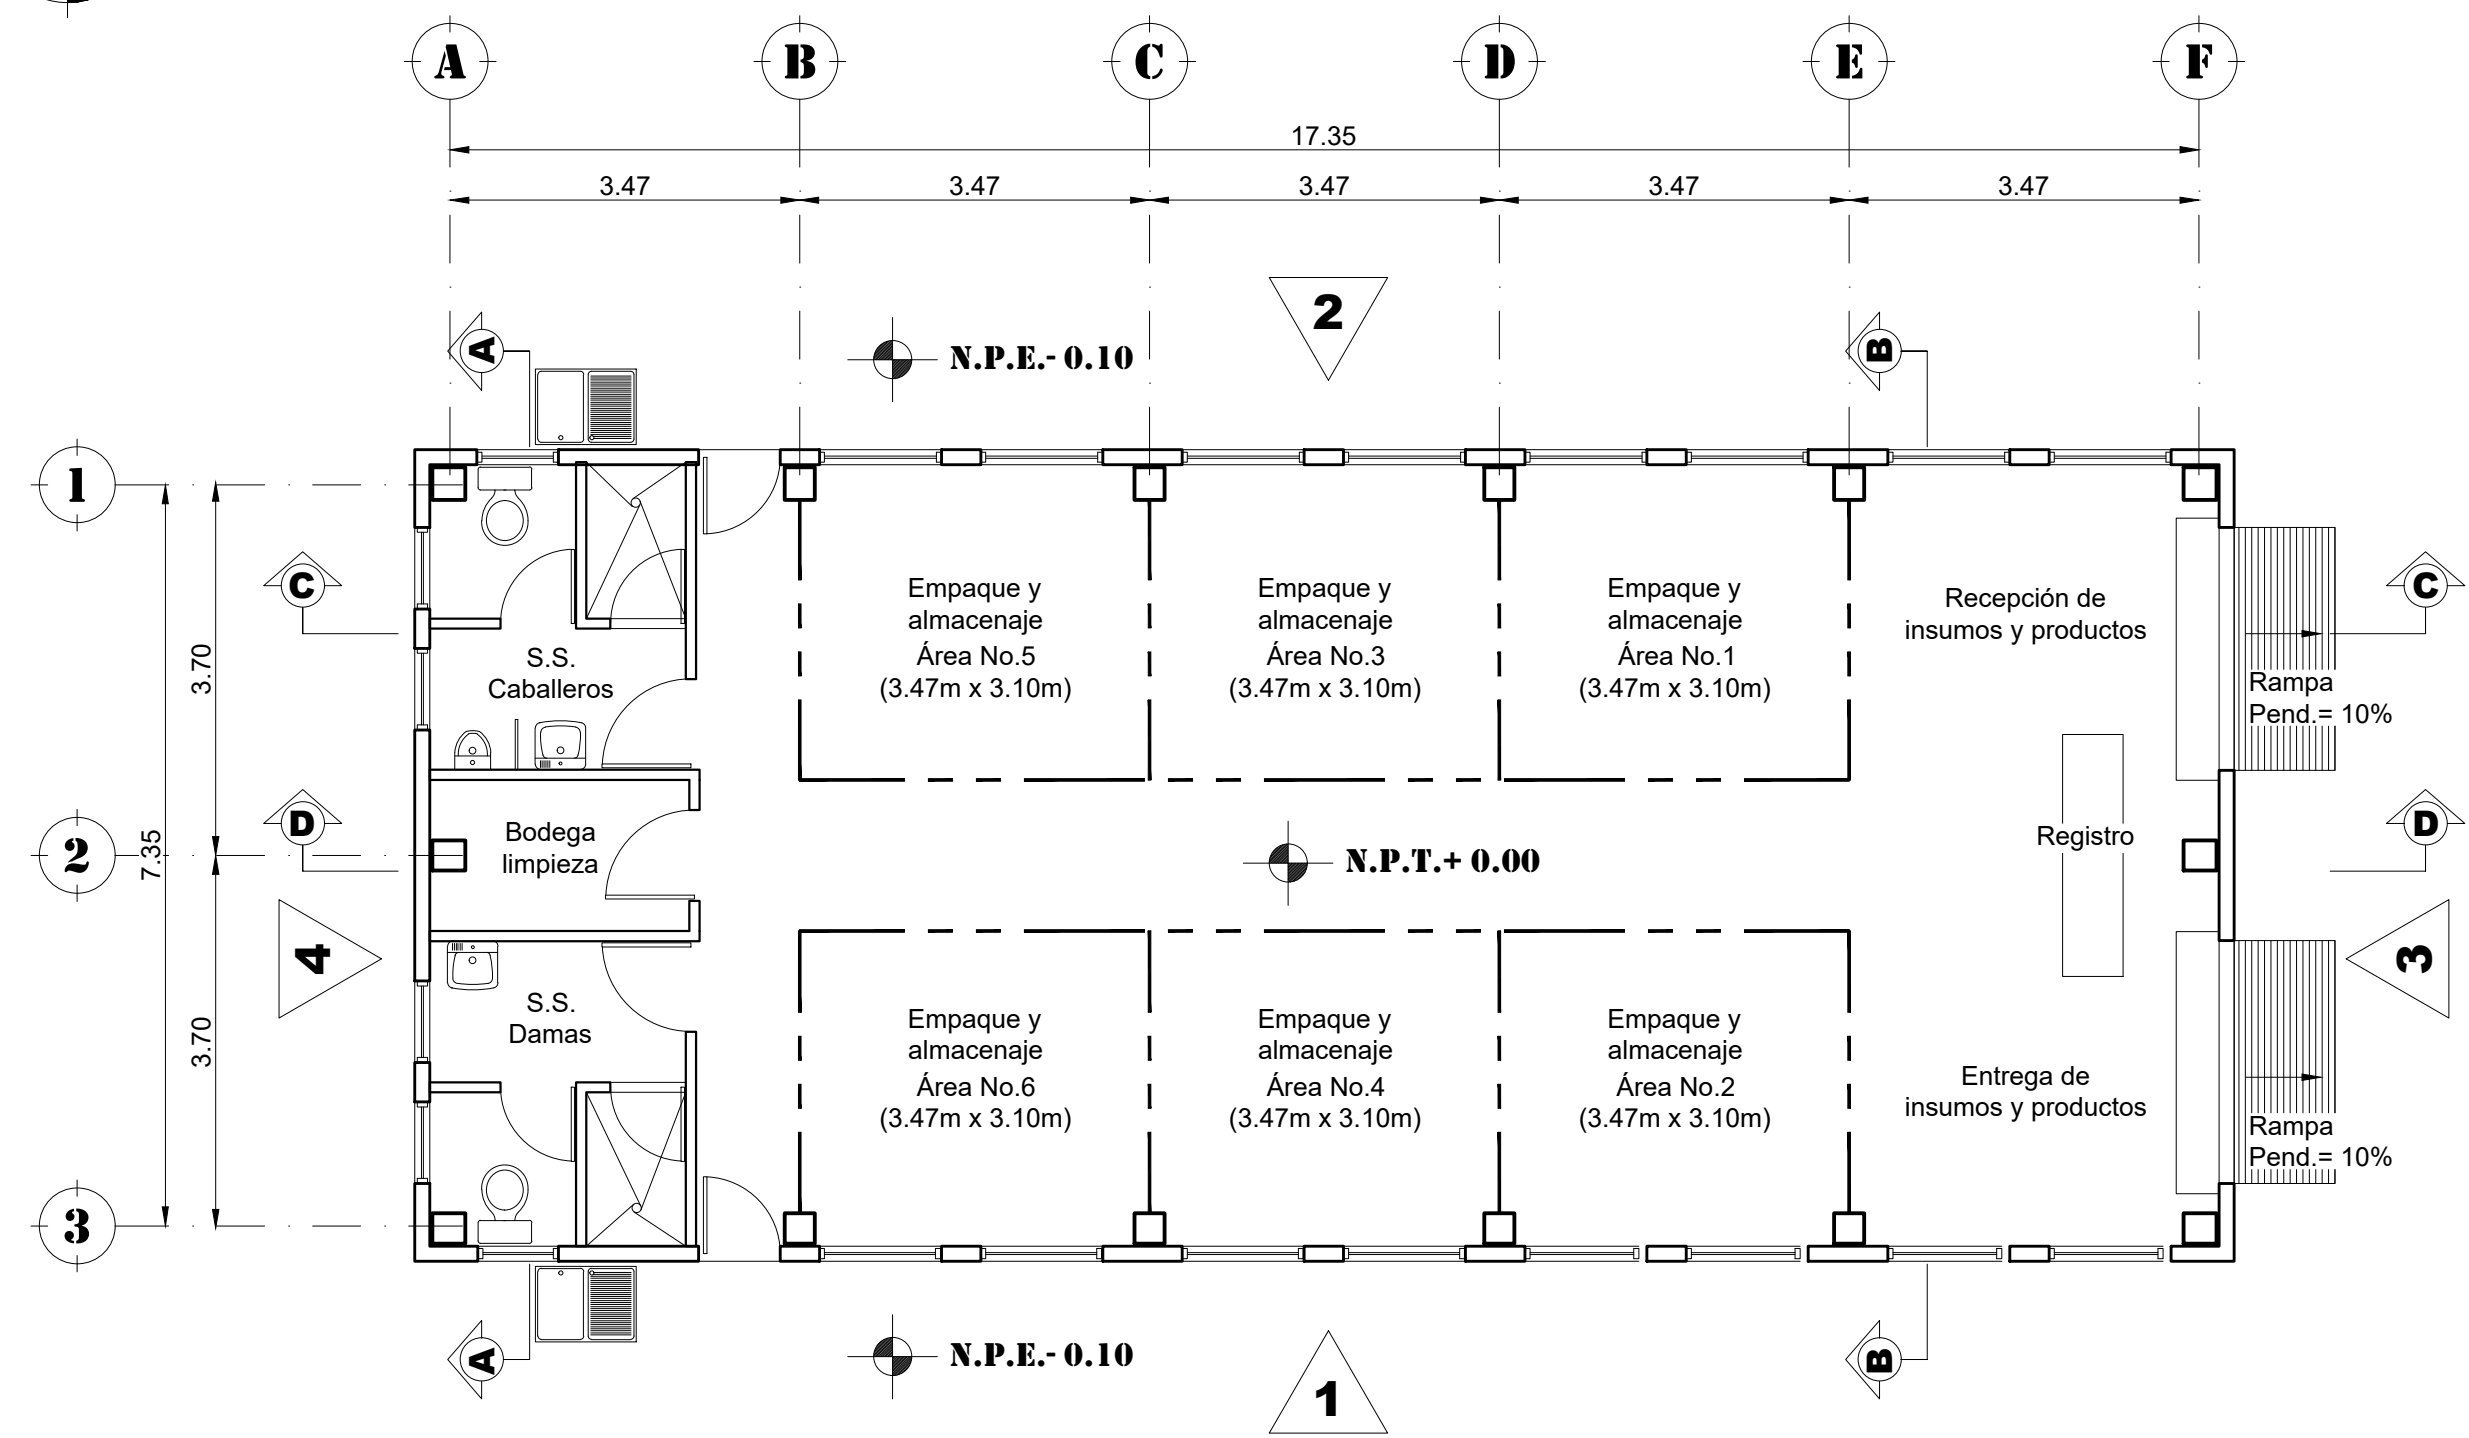 A B C D E F
17.35
3.47 3.47 3.47 3.47 3.47
2
A
B
N.P.E.- 0.10
1
C
C
3.70
Empaque y
almacenaje
Área No.5
(3.47m x 3.10m)
Empaque y
almacenaje
Área No.3
(3.47m x 3.10m)
Empaque y
almacenaje
Área No.1
(3.47m x 3.10m)
Recepción de
insumos y productos
S.S.
Caballeros
Rampa
Pend.= 10%
D
D
2
7.35
Bodega
limpieza
N.P.T.+ 0.00
Registro
4
3
3.70
S.S.
Damas
Empaque y
almacenaje
Área No.6
(3.47m x 3.10m)
Empaque y
almacenaje
Área No.4
(3.47m x 3.10m)
Empaque y
almacenaje
Área No.2
(3.47m x 3.10m)
Entrega de
insumos y productos
Rampa
Pend.= 10%
3
A
N.P.E.- 0.10
B
1